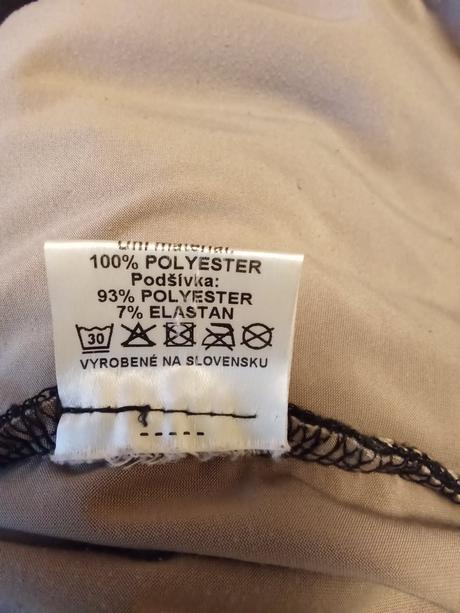 100% POLYESTER
Podšívka:
93% POLYESTER
7% ELASTAN
30
VYROBENÉ NA SLOVENSKU